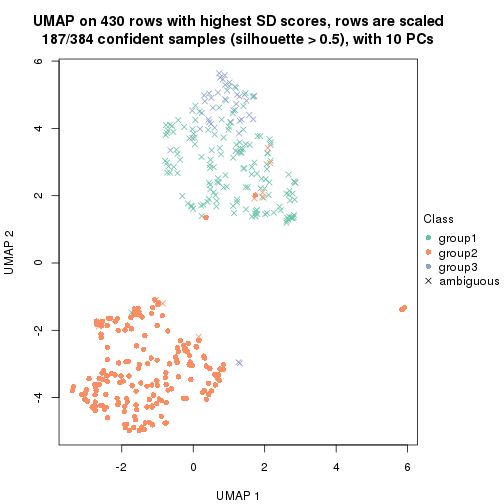 UMAP on 430 rows with highest SD scores, rows are scaled
187/384 confident samples (silhouette > 0.5), with 10 PCs
6
4
2
0
-2
-4
UMAP 2
-2
0
2
4
6
UMAP 1
Class
group1
group2
group3
ambiguous